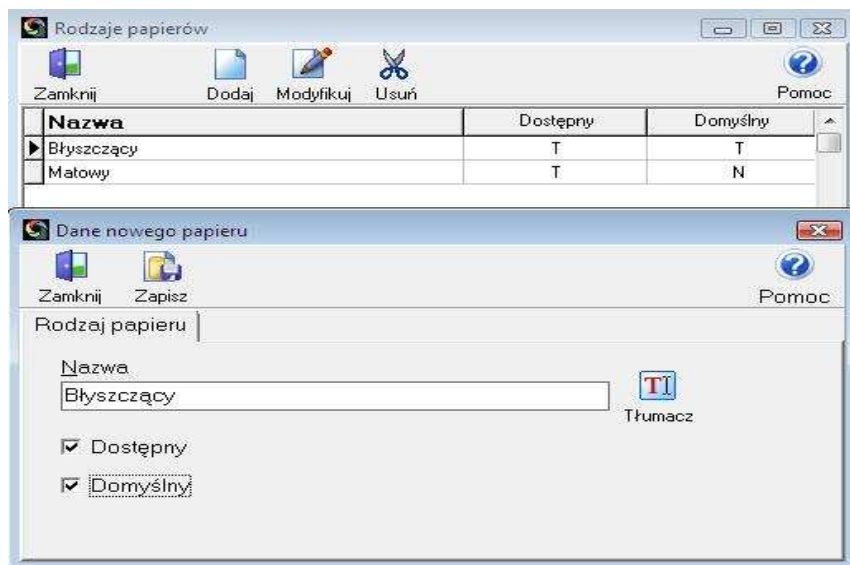 Rodzaje papierów
Zamknij Dodaj Modyfikuj Usuń Pomoc
Nazwa Dostępny Domyślny
Błyszczący T T
Matowy T N
Dane nowego papieru
Zamknij Zapisz Pomoc
Rodzaj papieru
Nazwa
Błyszczący
TI
Tłumacz
Dostępny
Domyślny